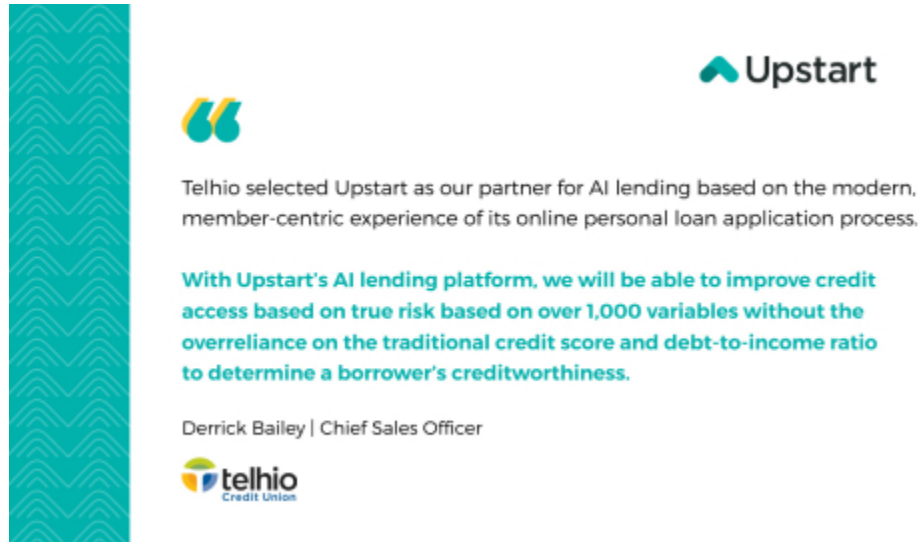 Upstart
Telhio selected Upstart as our partner for AI lending based on the modern,
member-centric experience of its online personal loan application process.
With Upstart's AI lending platform, we will be able to improve credit
access based on true risk based on over 1,000 variables without the
overreliance on the traditional credit score and debt-to-income ratio
to determine a borrower's creditworthiness.
Derrick Bailey | Chief Sales Officer
telhio
Credit Union